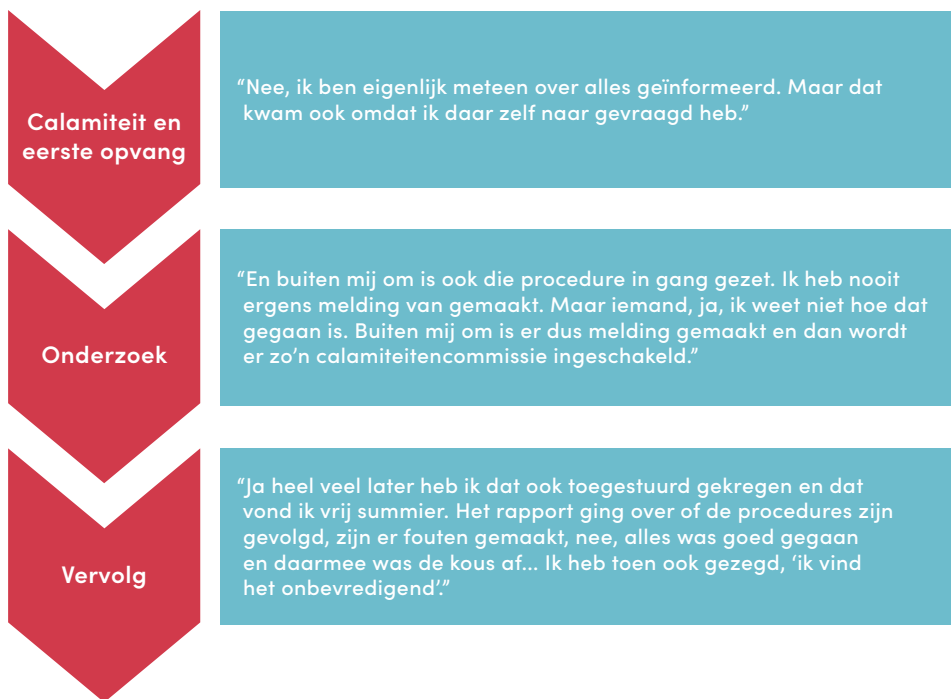 Calamiteit en
eerste opvang
“Nee, ik ben eigenlijk meteen over alles geïnformeerd. Maar dat
kwam ook omdat ik daar zelf naar gevraagd heb.”
Onderzoek
“En buiten mij om is ook die procedure in gang gezet. Ik heb nooit
ergens melding van gemaakt. Maar iemand, ja, ik weet niet hoe dat
gegaan is. Buiten mij om is er dus melding gemaakt en dan wordt
er zo’n calamiteitencommissie ingeschakeld.”
Vervolg
“Ja heel veel later heb ik dat ook toegestuurd gekregen en dat
vond ik vrij summier. Het rapport ging over of de procedures zijn
gevolgd, zijn er fouten gemaakt, nee, alles was goed gegaan
en daarmee was de kous af... Ik heb toen ook gezegd, ‘ik vind
het onbevredigend’.”